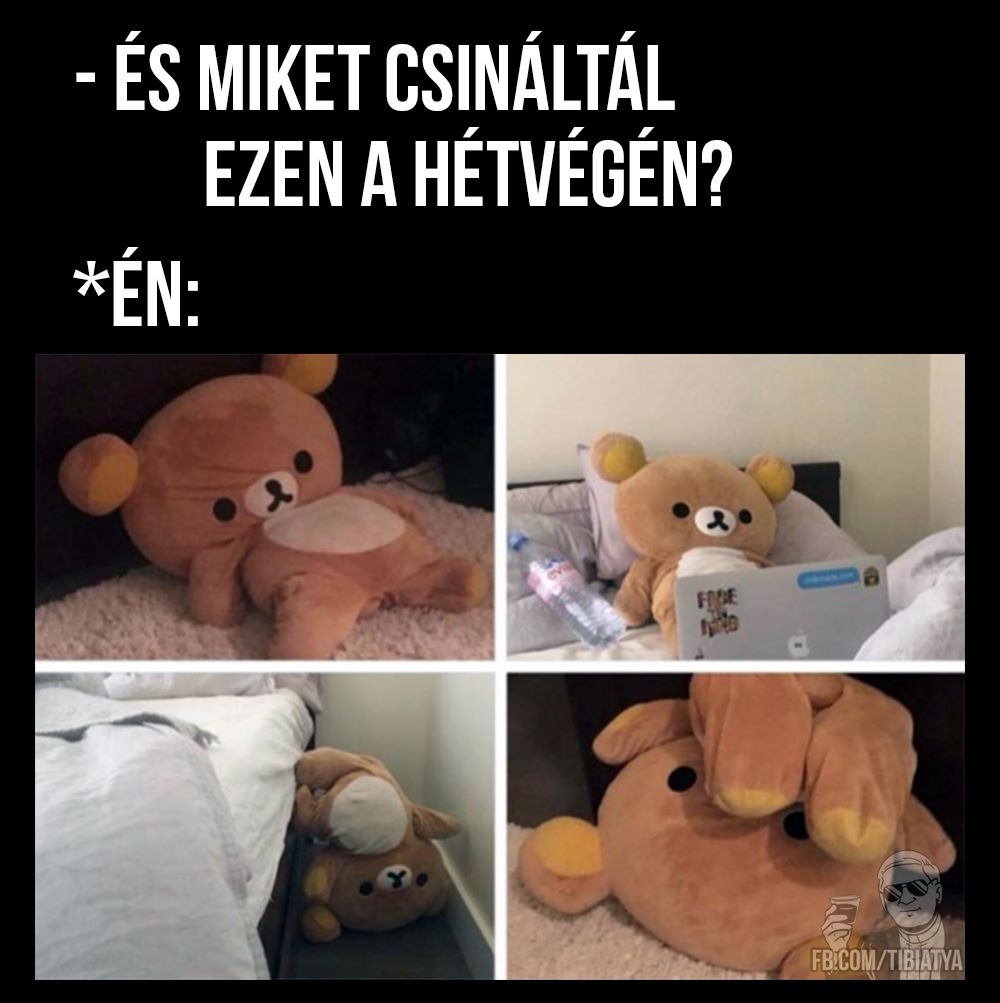 - ÉS MIKET CSINÁLTÁL
EZEN A HÉTVÉGÉN?
*ÉN:
FB.COM/TIBIATYA